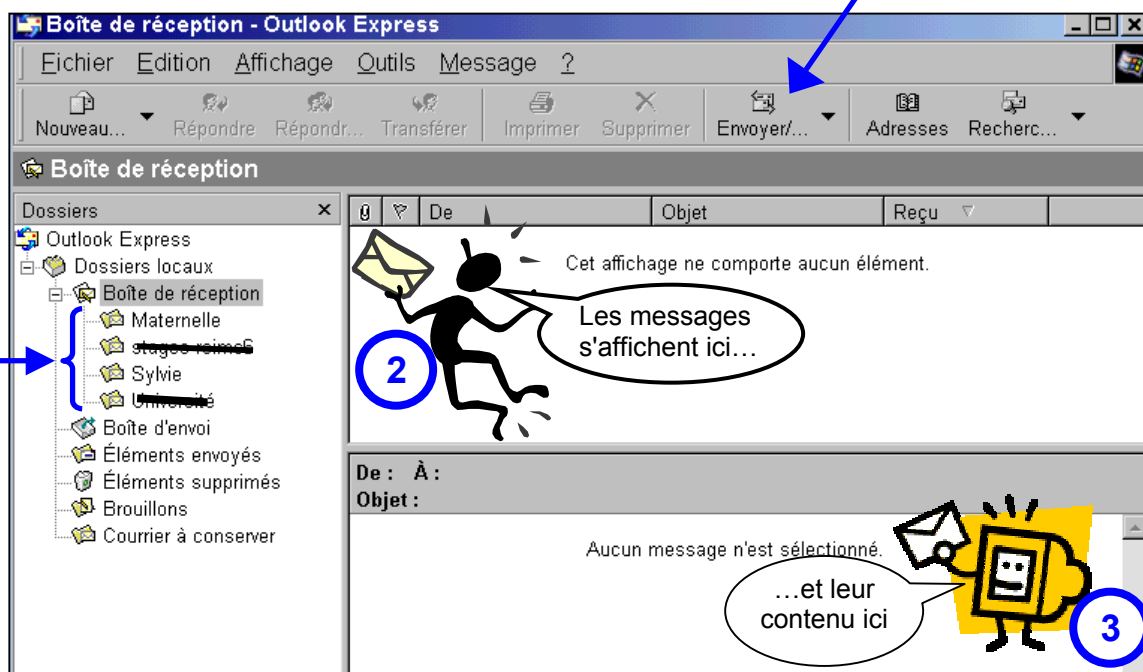 Boîte de réception - Outlook Express
Fichier Edition Affichage Outils Message ?
Nouveau... Répondre Répondr... Transférer Imprimer Supprimer Envoyer/... Adresses Recherc...
Boîte de réception
Dossiers
De Objet Reçu
Outlook Express
Dossiers locaux
Boîte de réception
Maternelle
stages reims6
Sylvie
Université
Boîte d'envoi
Éléments envoyés
Éléments supprimés
Brouillons
Courrier à conserver
Cet affichage ne comporte aucun élément.
Les messages
s'affichent ici…
2
De : À :
Objet :
Aucun message n'est sélectionné.
…et leur
contenu ici
3